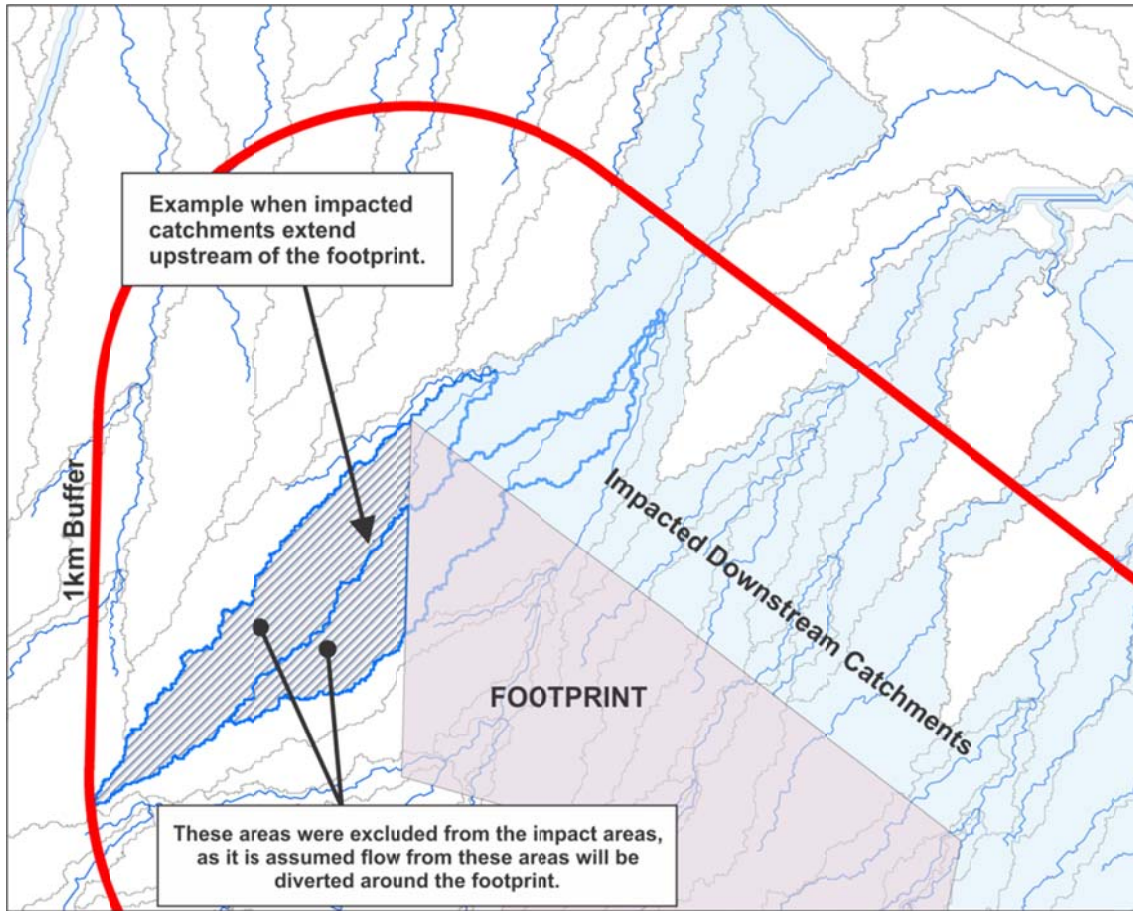 Example when impacted
catchments extend
upstream of the footprint.
1km Buffer
Impacted Downstream Catchments
FOOTPRINT
These areas were excluded from the impact areas,
as it is assumed flow from these areas will be
diverted around the footprint.